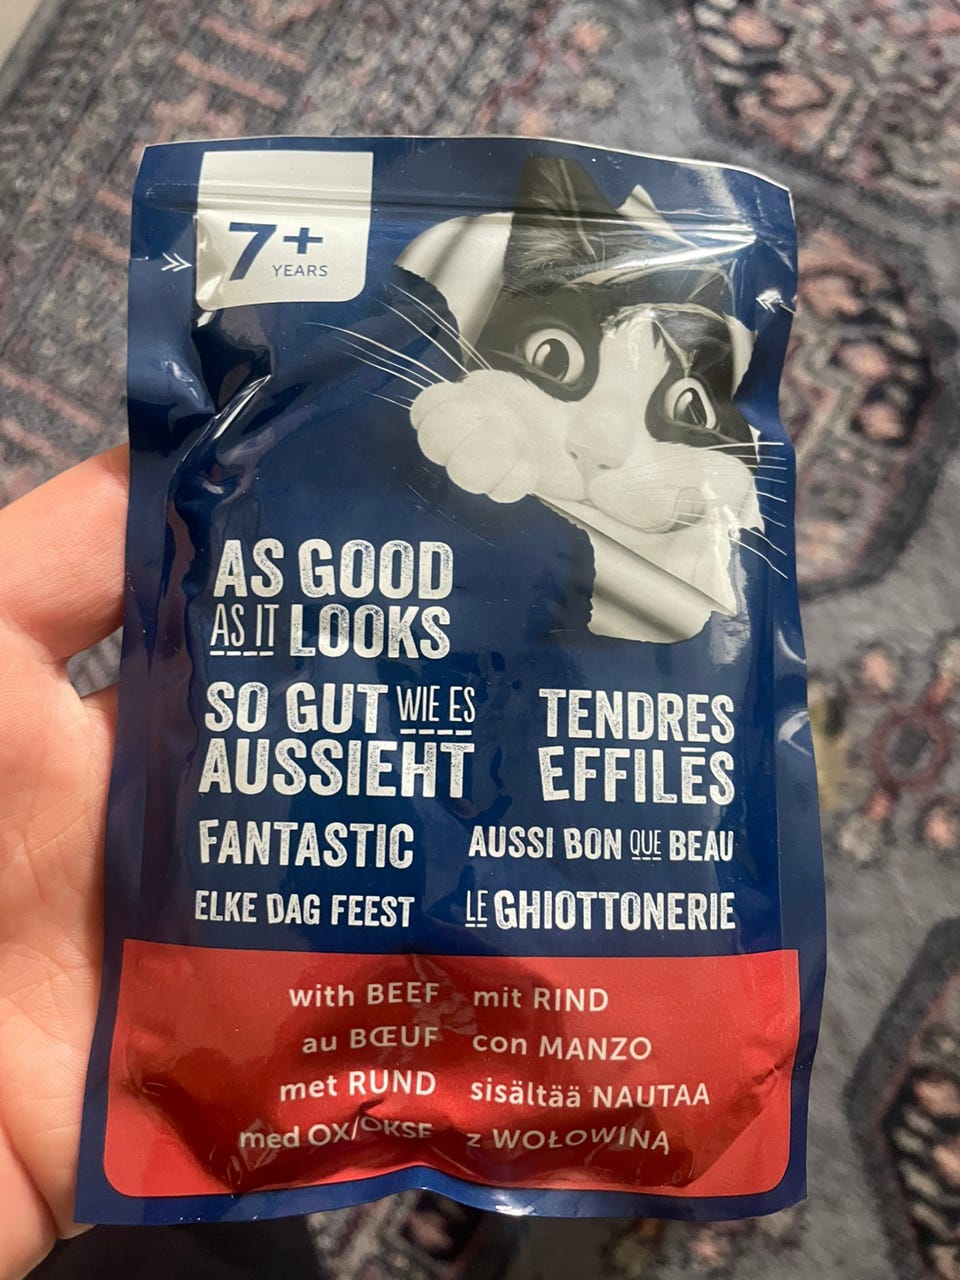 7+
YEARS
AS GOOD
AS IT LOOKS
SO GUT WIE ES
AUSSIEHT
TENDRES
EFFILĒS
FANTASTIC
AUSSI BON QUE BEAU
ELKE DAG FEEST
LE GHIOTTONERIE
with BEEF
mit RIND
au BŒUF
con MANZO
met RUND
sisältää NAUTAA
med OX/OKSE
z WOŁOWINĄ